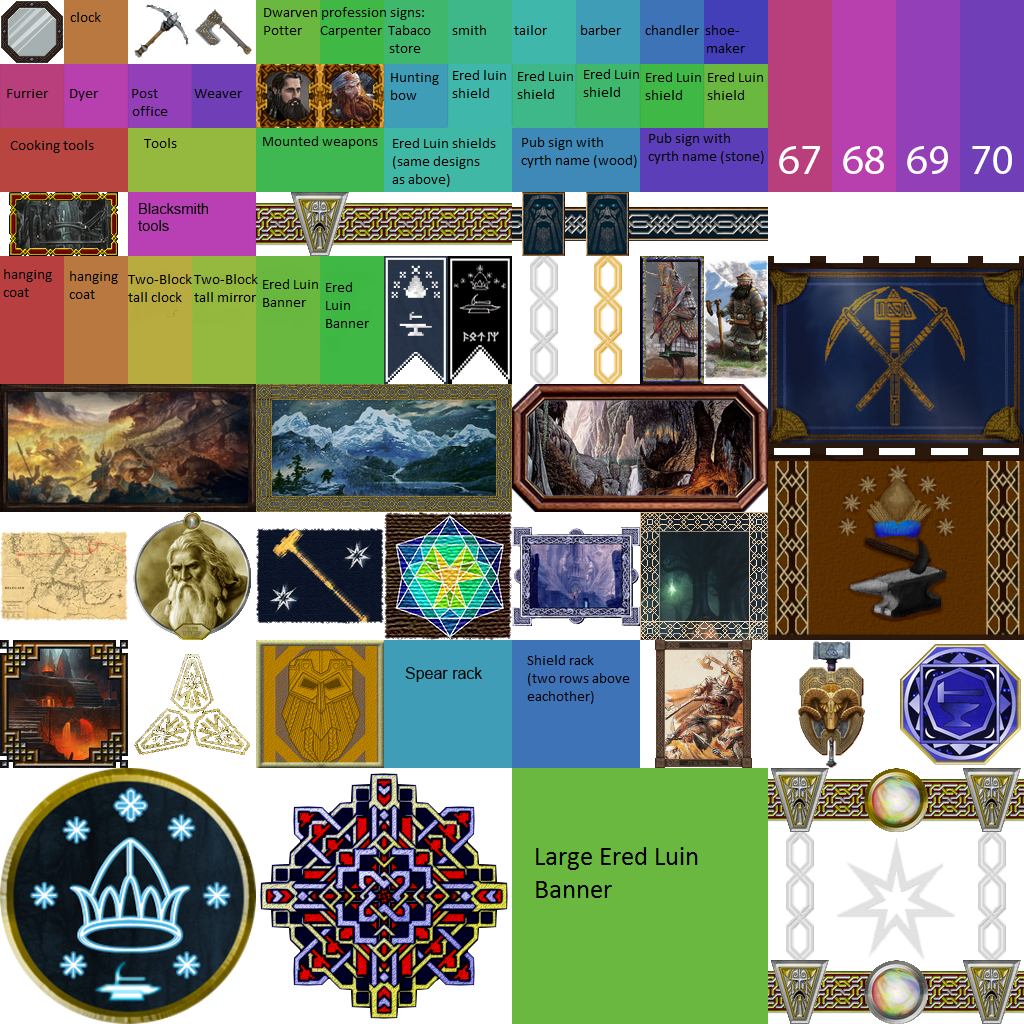 clock
Dwarven profession signs:
Potter
Carpenter
Tabaco
store
smith
tailor
barber
chandler
shoe-
maker
Furrier
Dyer
Post
office
Weaver
Hunting
bow
Ered luin
shield
Ered Luin
shield
Ered Luin
shield
Ered Luin
shield
Ered Luin
shield
67
68
69
70
Cooking tools
Tools
Mounted weapons
Ered Luin shields
(same designs
as above)
Pub sign with
cyrth name (wood)
Pub sign with
cyrth name (stone)
Blacksmith
tools
hanging
coat
hanging
coat
Two-Block
tall clock
Two-Block
tall mirror
Ered Luin
Banner
Ered
Luin
Banner
Spear rack
Shield rack
(two rows above
eachother)
Large Ered Luin
Banner